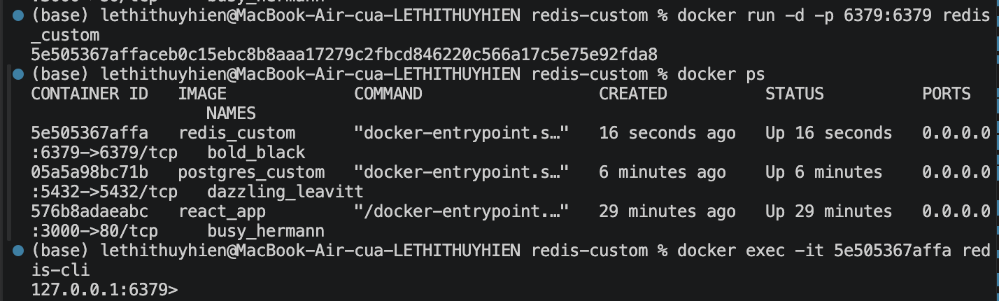 :3000->80/tcp    busy_hermann
(base) lethithuyhien@MacBook-Air-cua-LETHITHUYHIEN redis-custom % docker run -d -p 6379:6379 redis
_custom
5e505367affaceb0c15ebc8b8aaa17279c2fbcd846220c566a17c5e75e92fda8
(base) lethithuyhien@MacBook-Air-cua-LETHITHUYHIEN redis-custom % docker ps
CONTAINER ID   IMAGE             COMMAND                  CREATED          STATUS          PORTS
                  NAMES
5e505367affa   redis_custom      "docker-entrypoint.s…"   16 seconds ago   Up 16 seconds   0.0.0.0
:6379->6379/tcp   bold_black
05a5a98bc71b   postgres_custom   "docker-entrypoint.s…"   6 minutes ago    Up 6 minutes    0.0.0.0
:5432->5432/tcp   dazzling_leavitt
576b8adaeabc   react_app         "/docker-entrypoint.…"   29 minutes ago   Up 29 minutes   0.0.0.0
:3000->80/tcp     busy_hermann
(base) lethithuyhien@MacBook-Air-cua-LETHITHUYHIEN redis-custom % docker exec -it 5e505367affa red
is-cli
127.0.0.1:6379>